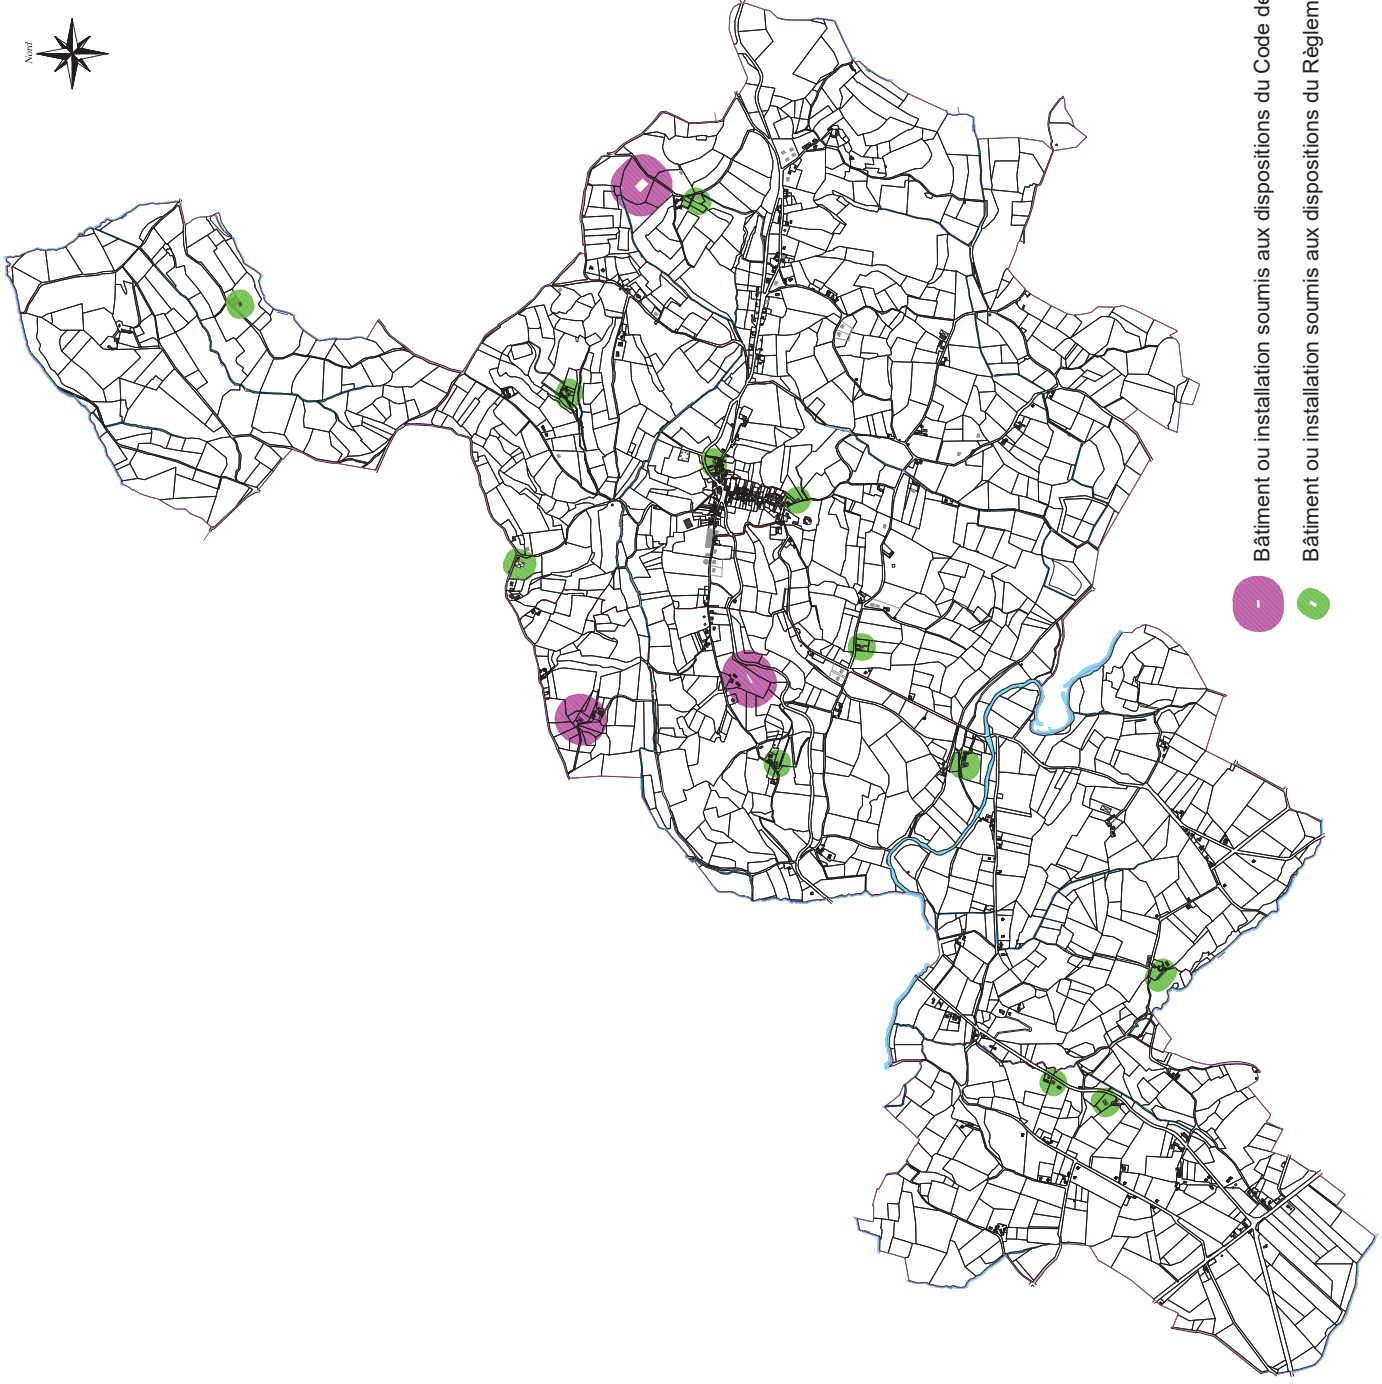 Nord
Bâtiment ou installation soumis aux dispositions du Code de
Bâtiment ou installation soumis aux dispositions du Règlem